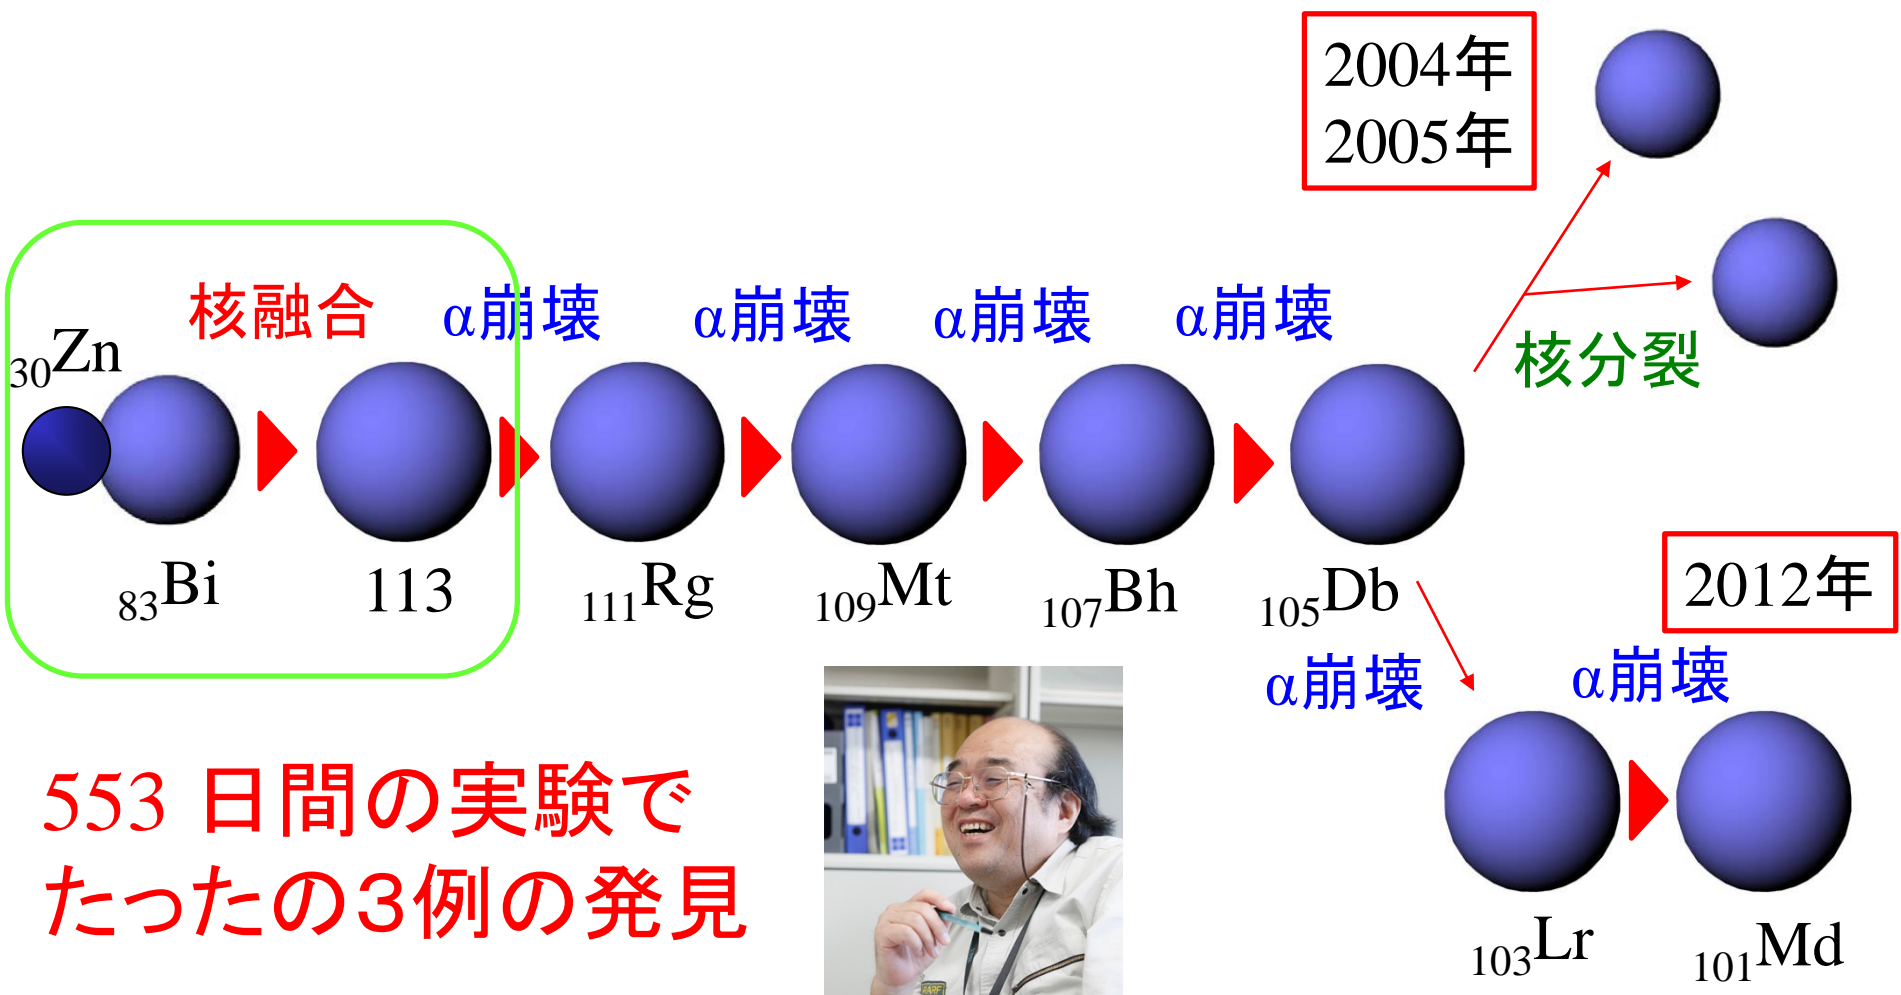 2004年
2005年
核融合
α崩壊
α崩壊
α崩壊
α崩壊
核分裂
30Zn
83Bi
113
111Rg
109Mt
107Bh
105Db
2012年
α崩壊
α崩壊
553 日間の実験で
たったの3例の発見
103Lr
101Md